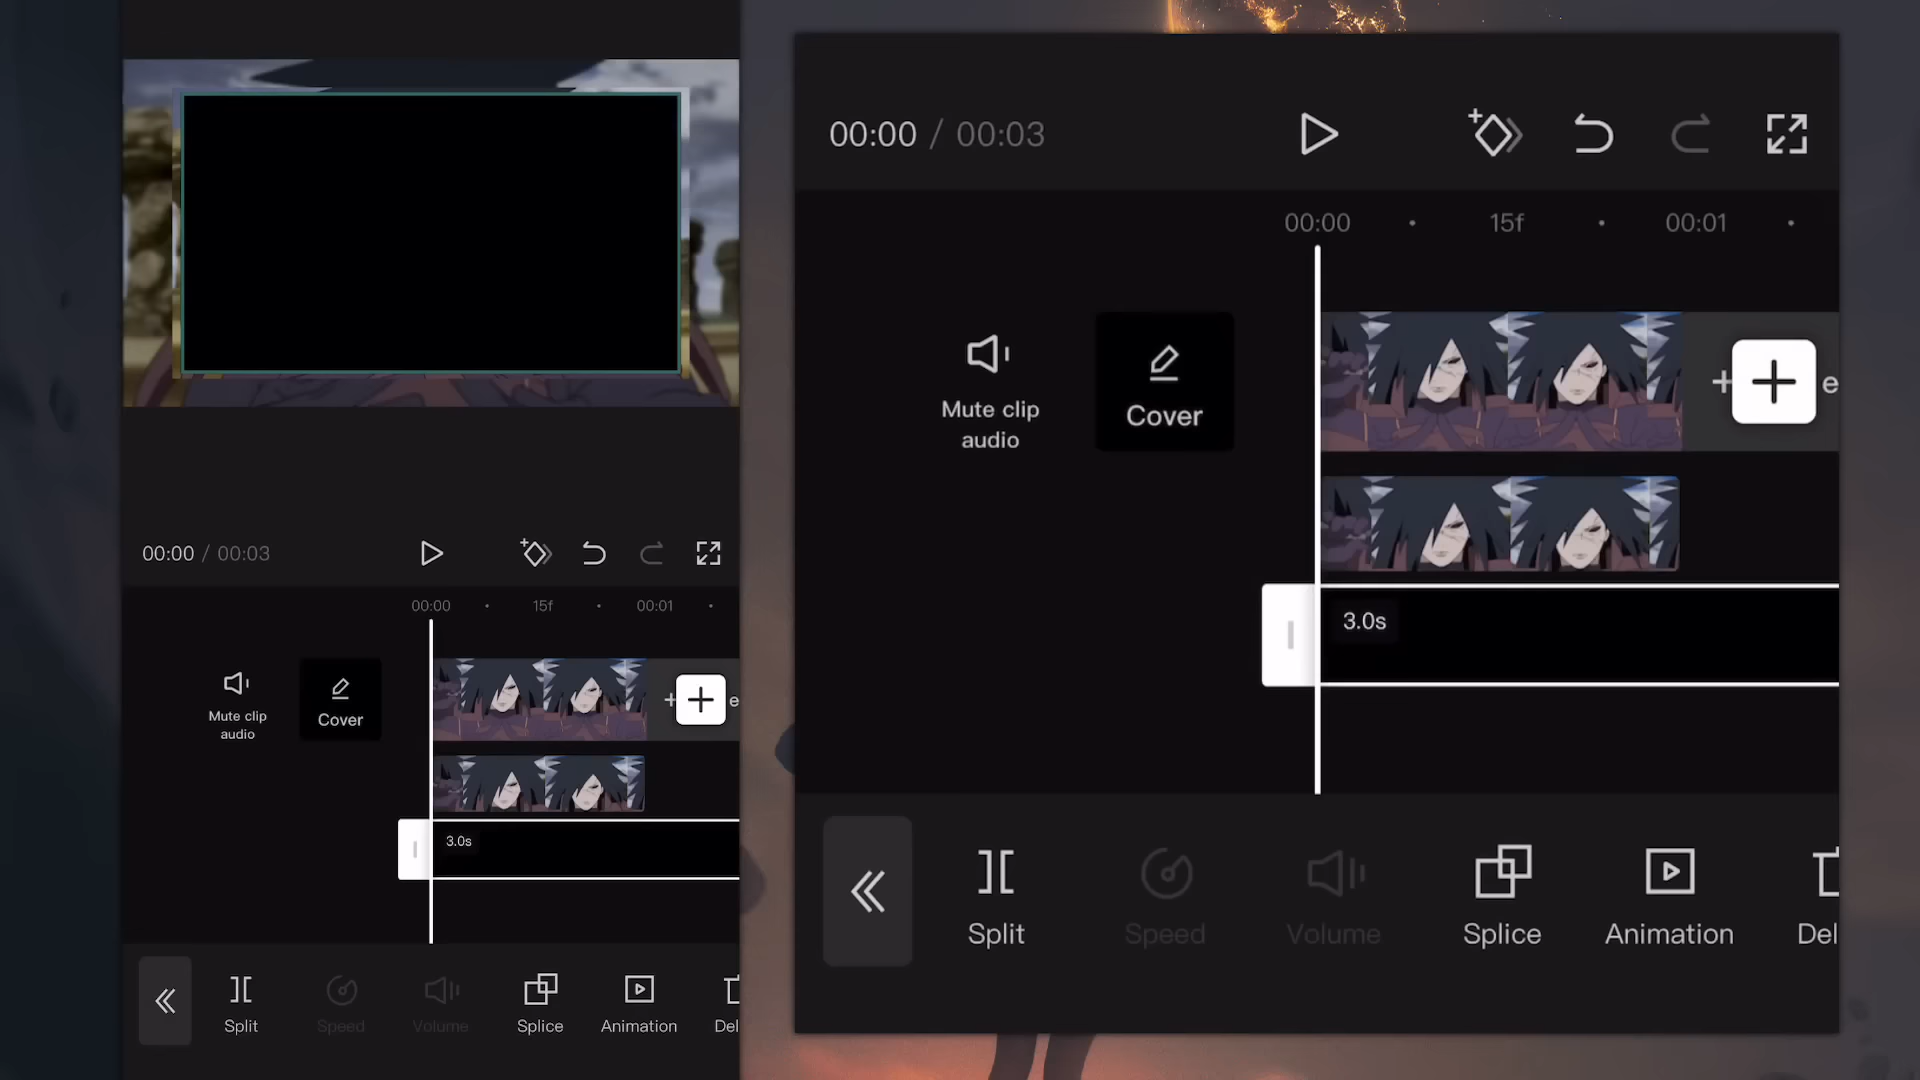 00:00 / 00:03
00:00 · 15f · 00:01 ·
Mute clip
audio
Cover
+ e
3.0s
Split
Speed
Volume
Splice
Animation
Del
00:00 / 00:03
00:00 · 15f · 00:01 ·
Mute clip
audio
Cover
+ e
3.0s
Split
Speed
Volume
Splice
Animation
Del